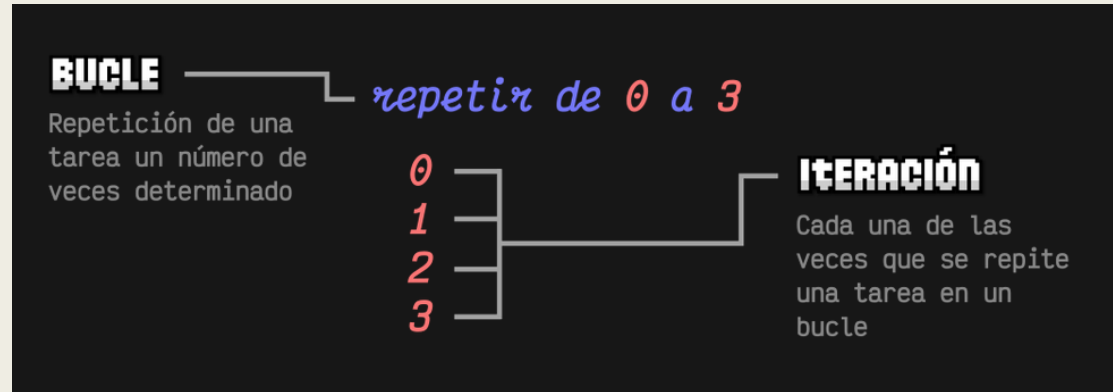 BUCLE
Repetición de una
tarea un número de
veces determinado
repetir de 0 a 3
0
1
2
3
ITERACIÓN
Cada una de las
veces que se repite
una tarea en un
bucle